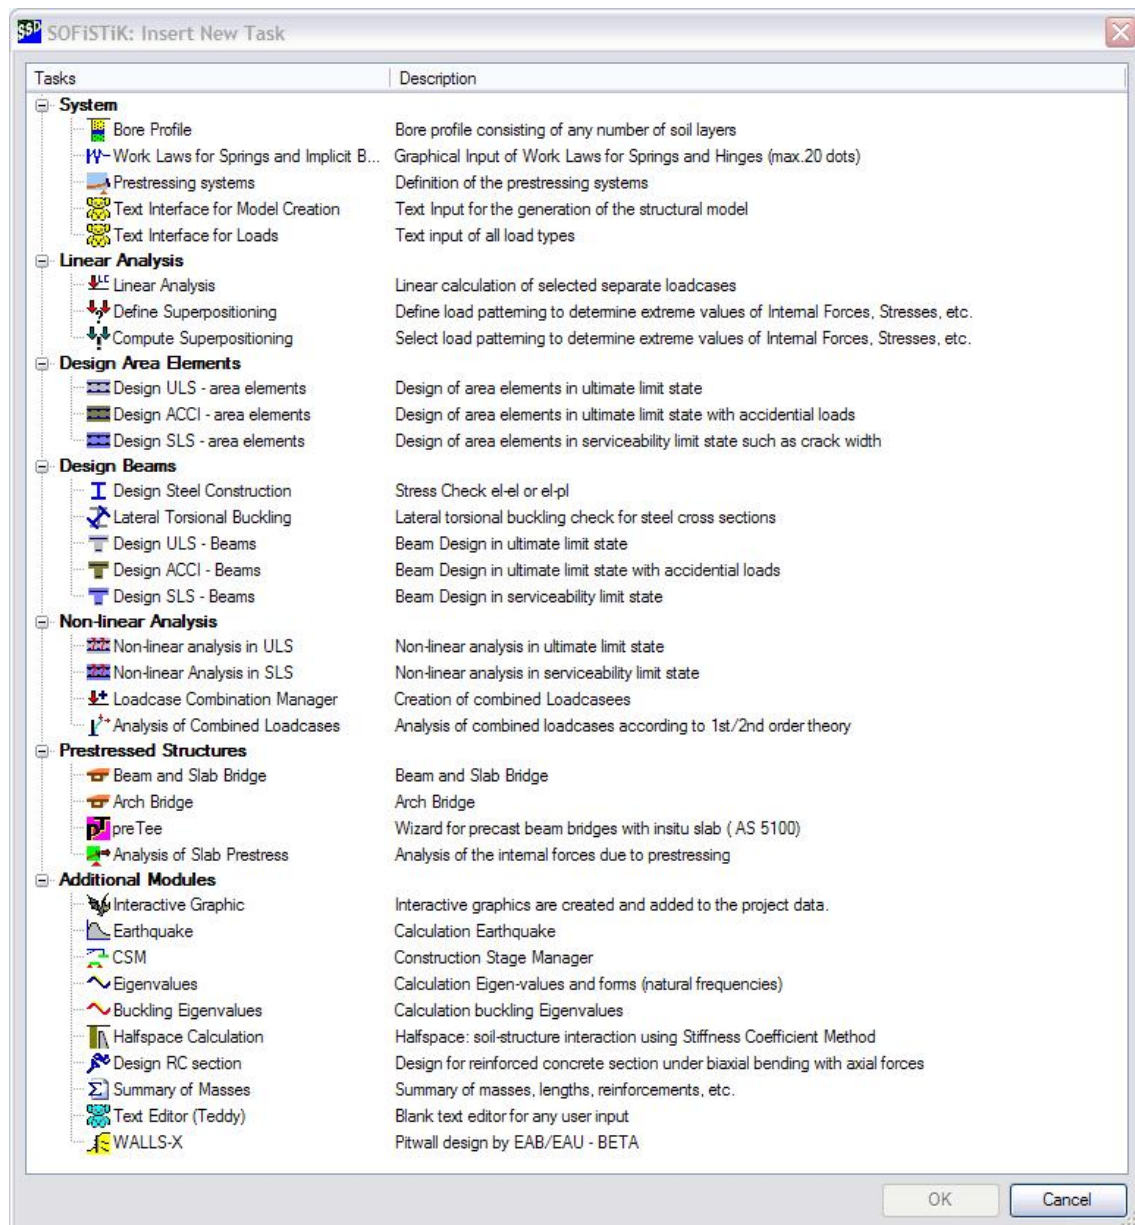 SSD SOFiSTiK: Insert New Task
Tasks Description
System
Bore Profile Bore profile consisting of any number of soil layers
Work Laws for Springs and Implicit B... Graphical Input of Work Laws for Springs and Hinges (max.20 dots)
Prestressing systems Definition of the prestressing systems
Text Interface for Model Creation Text Input for the generation of the structural model
Text Interface for Loads Text input of all load types
Linear Analysis
LC Linear Analysis Linear calculation of selected separate loadcases
Define Superpositioning Define load patterning to determine extreme values of Internal Forces, Stresses, etc.
Compute Superpositioning Select load patterning to determine extreme values of Internal Forces, Stresses, etc.
Design Area Elements
Design ULS - area elements Design of area elements in ultimate limit state
Design ACCI - area elements Design of area elements in ultimate limit state with accidential loads
Design SLS - area elements Design of area elements in serviceability limit state such as crack width
Design Beams
Design Steel Construction Stress Check el-el or el-pl
Lateral Torsional Buckling Lateral torsional buckling check for steel cross sections
Design ULS - Beams Beam Design in ultimate limit state
Design ACCI - Beams Beam Design in ultimate limit state with accidential loads
Design SLS - Beams Beam Design in serviceability limit state
Non-linear Analysis
Non-linear analysis in ULS Non-linear analysis in ultimate limit state
Non-linear Analysis in SLS Non-linear analysis in serviceability limit state
Loadcase Combination Manager Creation of combined Loadcasees
Analysis of Combined Loadcases Analysis of combined loadcases according to 1st/2nd order theory
Prestressed Structures
Beam and Slab Bridge Beam and Slab Bridge
Arch Bridge Arch Bridge
pT preTee Wizard for precast beam bridges with insitu slab ( AS 5100)
Analysis of Slab Prestress Analysis of the internal forces due to prestressing
Additional Modules
Interactive Graphic Interactive graphics are created and added to the project data.
Earthquake Calculation Earthquake
CSM Construction Stage Manager
Eigenvalues Calculation Eigen-values and forms (natural frequencies)
Buckling Eigenvalues Calculation buckling Eigenvalues
Halfspace Calculation Halfspace: soil-structure interaction using Stiffness Coefficient Method
Design RC section Design for reinforced concrete section under biaxial bending with axial forces
Σ Summary of Masses Summary of masses, lengths, reinforcements, etc.
Text Editor (Teddy) Blank text editor for any user input
WALLS-X Pitwall design by EAB/EAU - BETA
OK Cancel